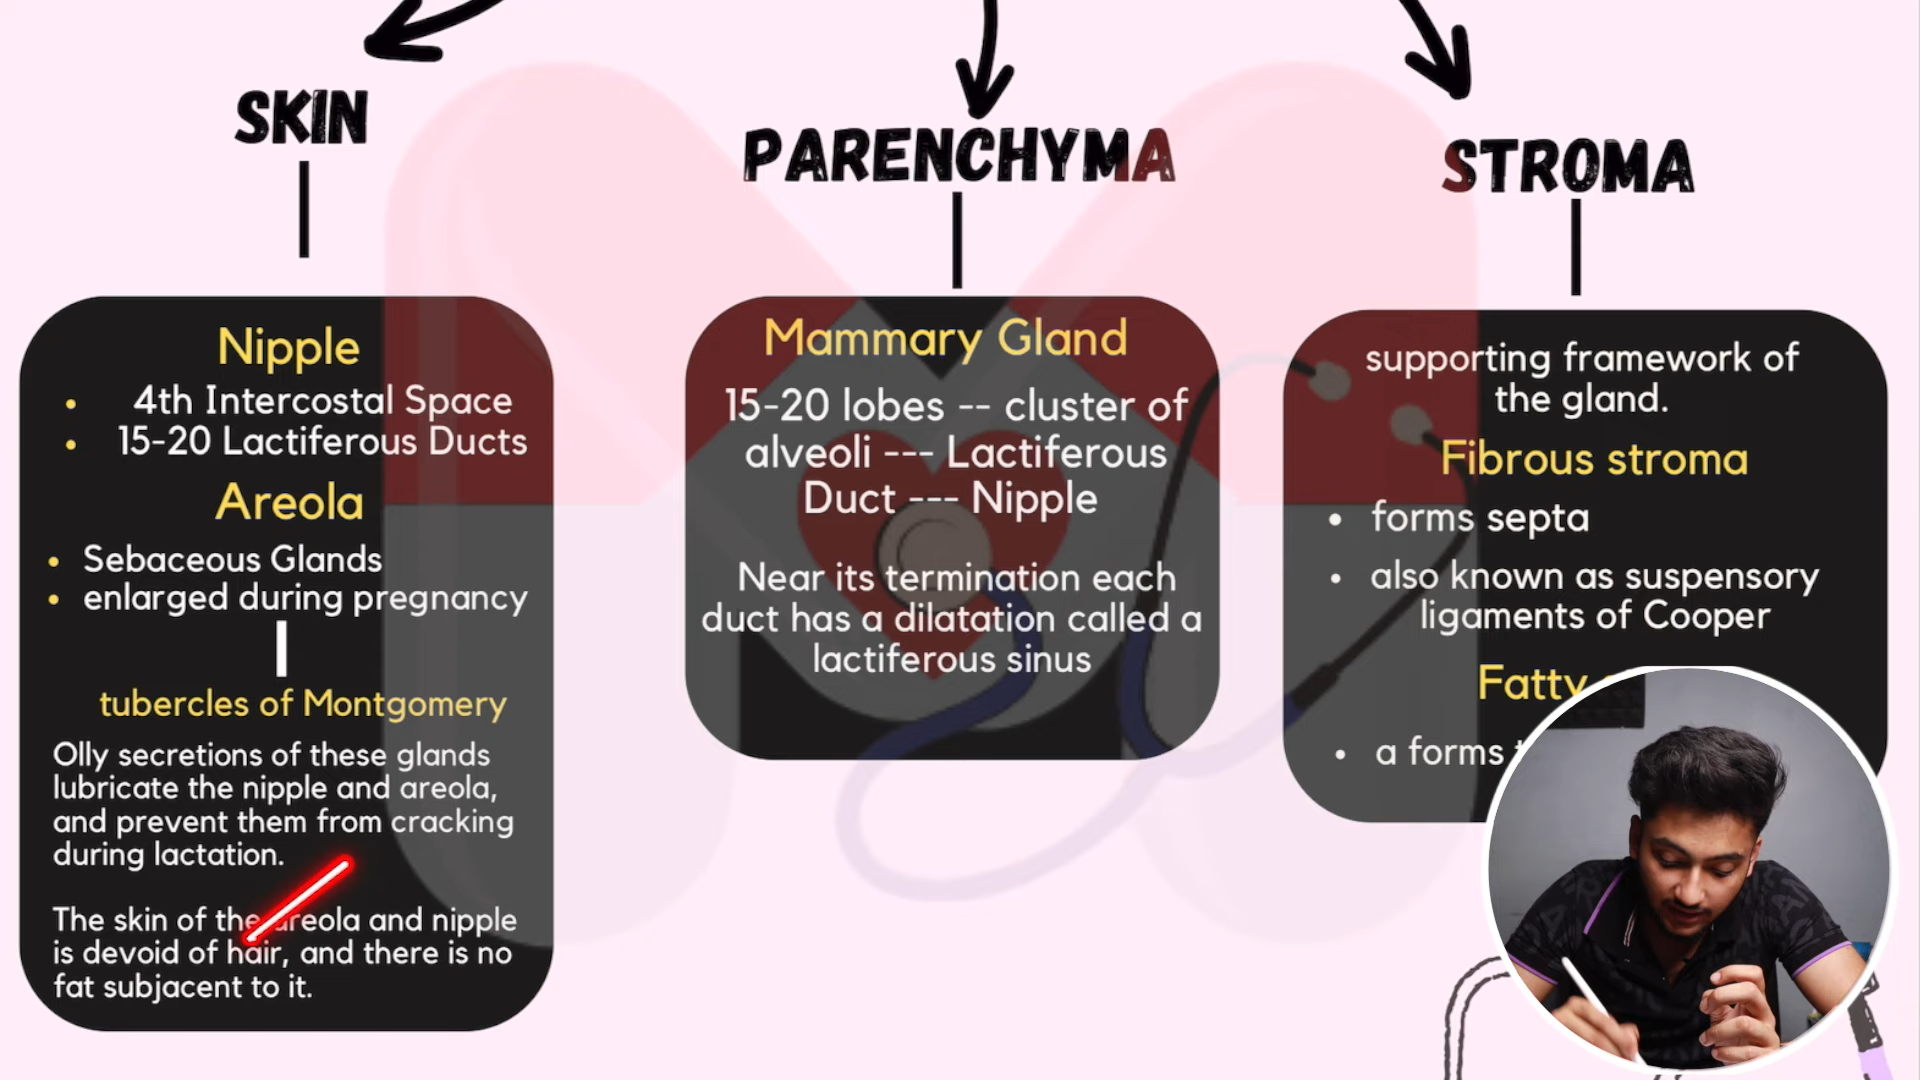 SKIN
Nipple
• 4th Intercostal Space
• 15-20 Lactiferous Ducts
Areola
• Sebaceous Glands
• enlarged during pregnancy
tubercles of Montgomery
Olly secretions of these glands
lubricate the nipple and areola,
and prevent them from cracking
during lactation.
The skin of the areola and nipple
is devoid of hair, and there is no
fat subjacent to it.
PARENCHYMA
Mammary Gland
15-20 lobes -- cluster of
alveoli --- Lactiferous
Duct --- Nipple
Near its termination each
duct has a dilatation called a
lactiferous sinus
STROMA
supporting framework of
the gland.
Fibrous stroma
• forms septa
• also known as suspensory
ligaments of Cooper
Fatty
• a forms